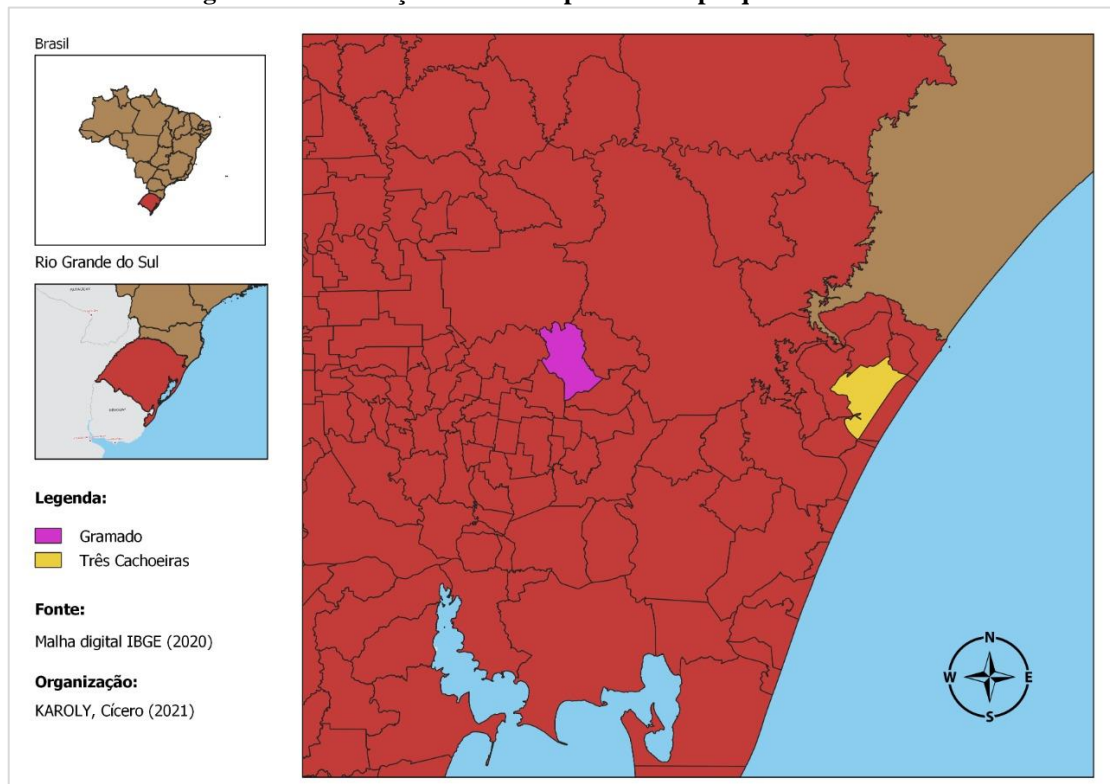 Brasil
Rio Grande do Sul
Legenda:
Gramado
Três Cachoeiras
Fonte:
Malha digital IBGE (2020)
Organização:
KAROLY, Cícero (2021)
N
W
E
S